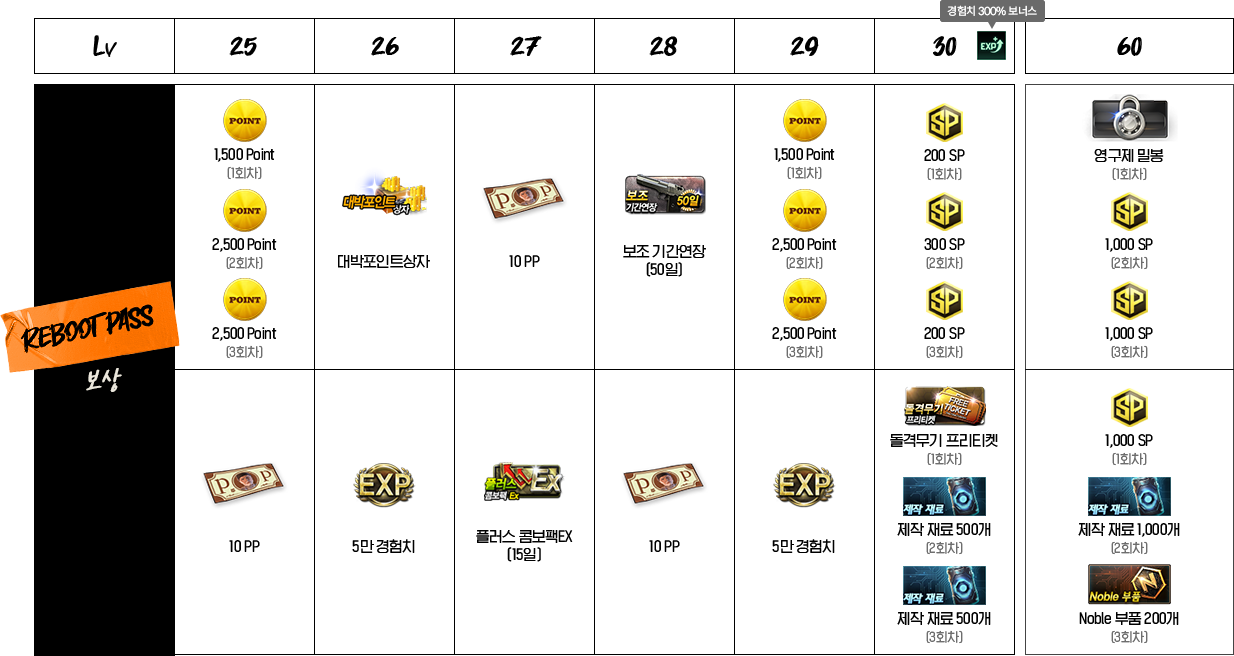 경험치 300% 보너스
Lv 25 26 27 28 29 30 EXP 60
REBOOT PASS
보상
POINT
1,500 Point
(1회차)
POINT
2,500 Point
(2회차)
POINT
2,500 Point
(3회차)
대박포인트
상자
대박포인트상자
P P
10 PP
보조
기간연장
50일
보조 기간연장
(50일)
POINT
1,500 Point
(1회차)
POINT
2,500 Point
(2회차)
POINT
2,500 Point
(3회차)
SP
200 SP
(1회차)
SP
300 SP
(2회차)
SP
200 SP
(3회차)
영구제 밀봉
(1회차)
SP
1,000 SP
(2회차)
SP
1,000 SP
(3회차)
P P
10 PP
EXP
5만 경험치
플러스
콤보팩 Ex
EX
플러스 콤보팩EX
(15일)
P P
10 PP
EXP
5만 경험치
돌격무기
프리티켓
FREE
TICKET
돌격무기 프리티켓
(1회차)
제작 재료
제작 재료 500개
(2회차)
제작 재료
제작 재료 500개
(3회차)
SP
1,000 SP
(1회차)
제작 재료
제작 재료 1,000개
(2회차)
N
Noble 부품
Noble 부품 200개
(3회차)